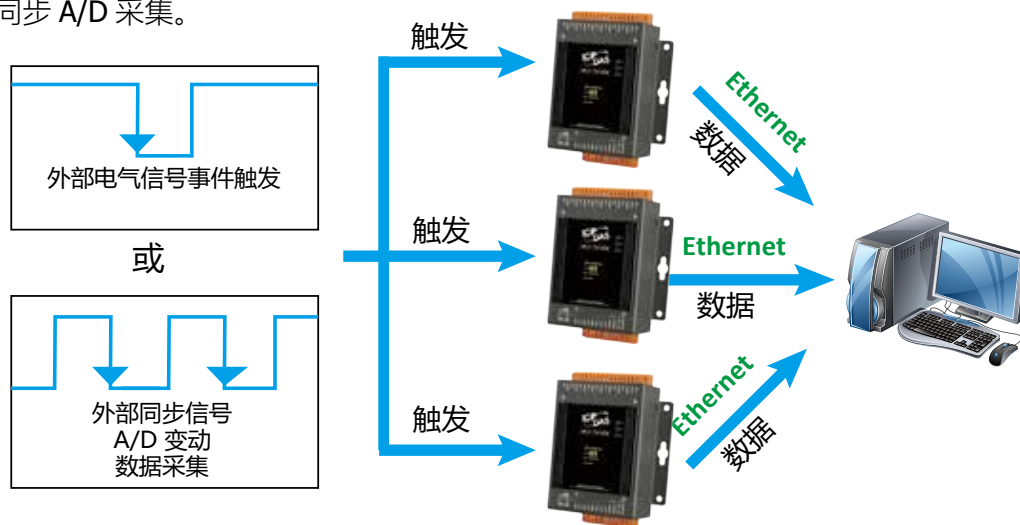 同步 A/D 采集。
外部电气信号事件触发
或
外部同步信号
A/D 变动
数据采集
触发
Ethernet
数据
触发
Ethernet
数据
触发
Ethernet
数据